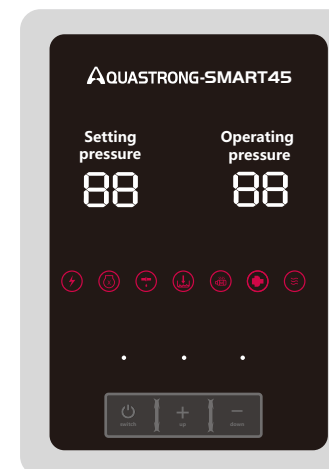 AQUASTRONG-SMART45
Setting Operating
pressure pressure
88 88
switch up down